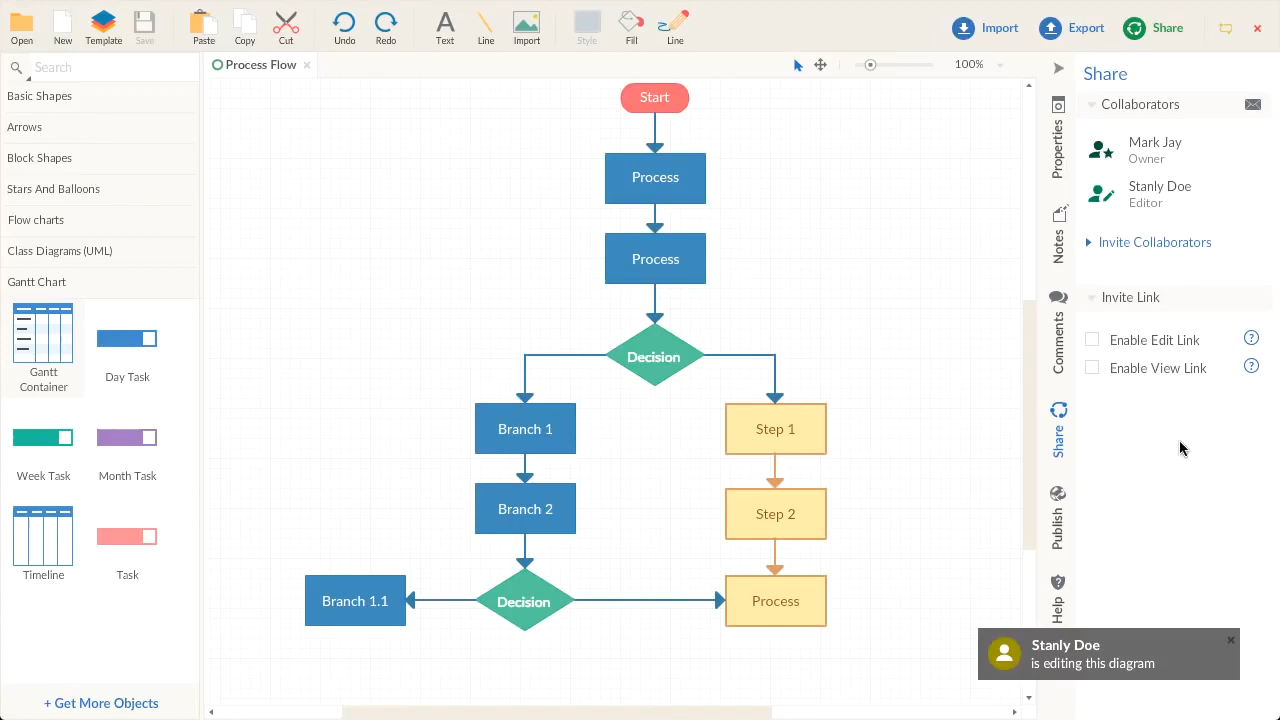 Open
New
Template
Save
Paste
Copy
Cut
Undo
Redo
Text
Line
Import
Style
Fill
Line
Import
Export
Share
Search
Basic Shapes
Arrows
Block Shapes
Stars And Balloons
Flow charts
Class Diagrams (UML)
Gantt Chart
Gantt
Container
Day Task
Week Task
Month Task
Timeline
Task
+ Get More Objects
Process Flow
100%
Start
Process
Process
Decision
Branch 1
Step 1
Branch 2
Step 2
Branch 1.1
Decision
Process
Properties
Notes
Comments
Share
Publish
Help
Share
Collaborators
Mark Jay
Owner
Stanly Doe
Editor
Invite Collaborators
Invite Link
Enable Edit Link
?
Enable View Link
?
Stanly Doe
is editing this diagram